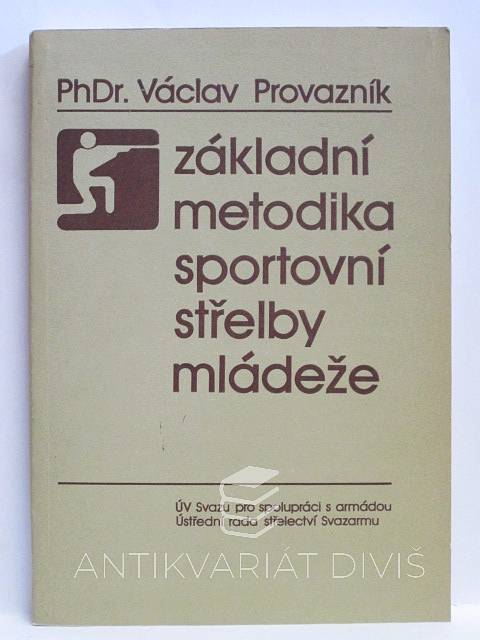 PhDr. Václav Provazník
základní
metodika
sportovní
střelby
mládeže
ÚV Svazu pro spolupráci s armádou
Ústřední rada střelectví Svazarmu
ANTIKVARIÁT DIVIŠ